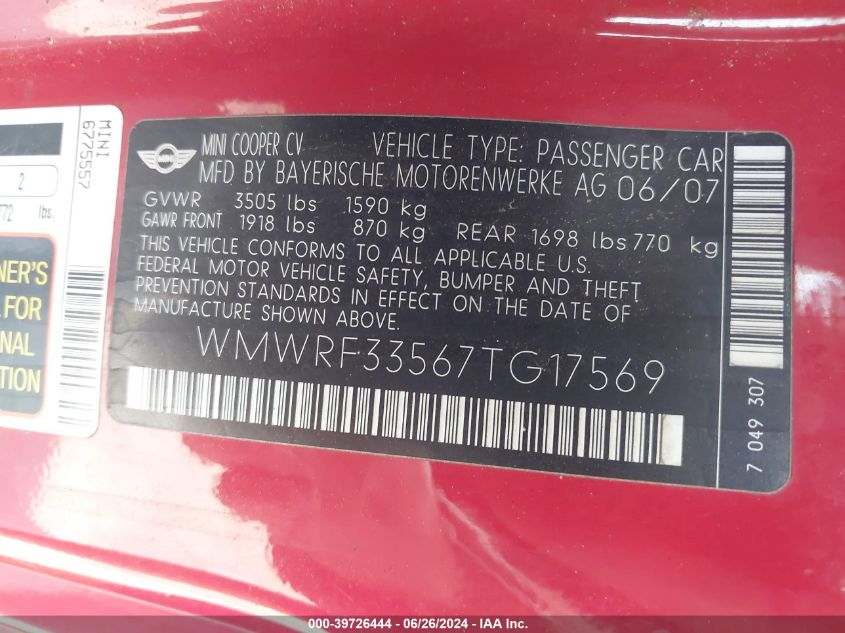 MINI
6775557
2
772 lbs.
NER'S
FOR
NAL
TION
MINI
MINI COOPER CV VEHICLE TYPE: PASSENGER CAR
MFD BY BAYERISCHE MOTORENWERKE AG 06/07
GVWR 3505 lbs 1590 kg
GAWR FRONT 1918 lbs 870 kg REAR 1698 lbs 770 kg
THIS VEHICLE CONFORMS TO ALL APPLICABLE U.S.
FEDERAL MOTOR VEHICLE SAFETY, BUMPER AND THEFT
PREVENTION STANDARDS IN EFFECT ON THE DATE OF
MANUFACTURE SHOWN ABOVE.
WMWRF33567TG17569
7 049 307
000-39726444 - 06/26/2024 - IAA Inc.